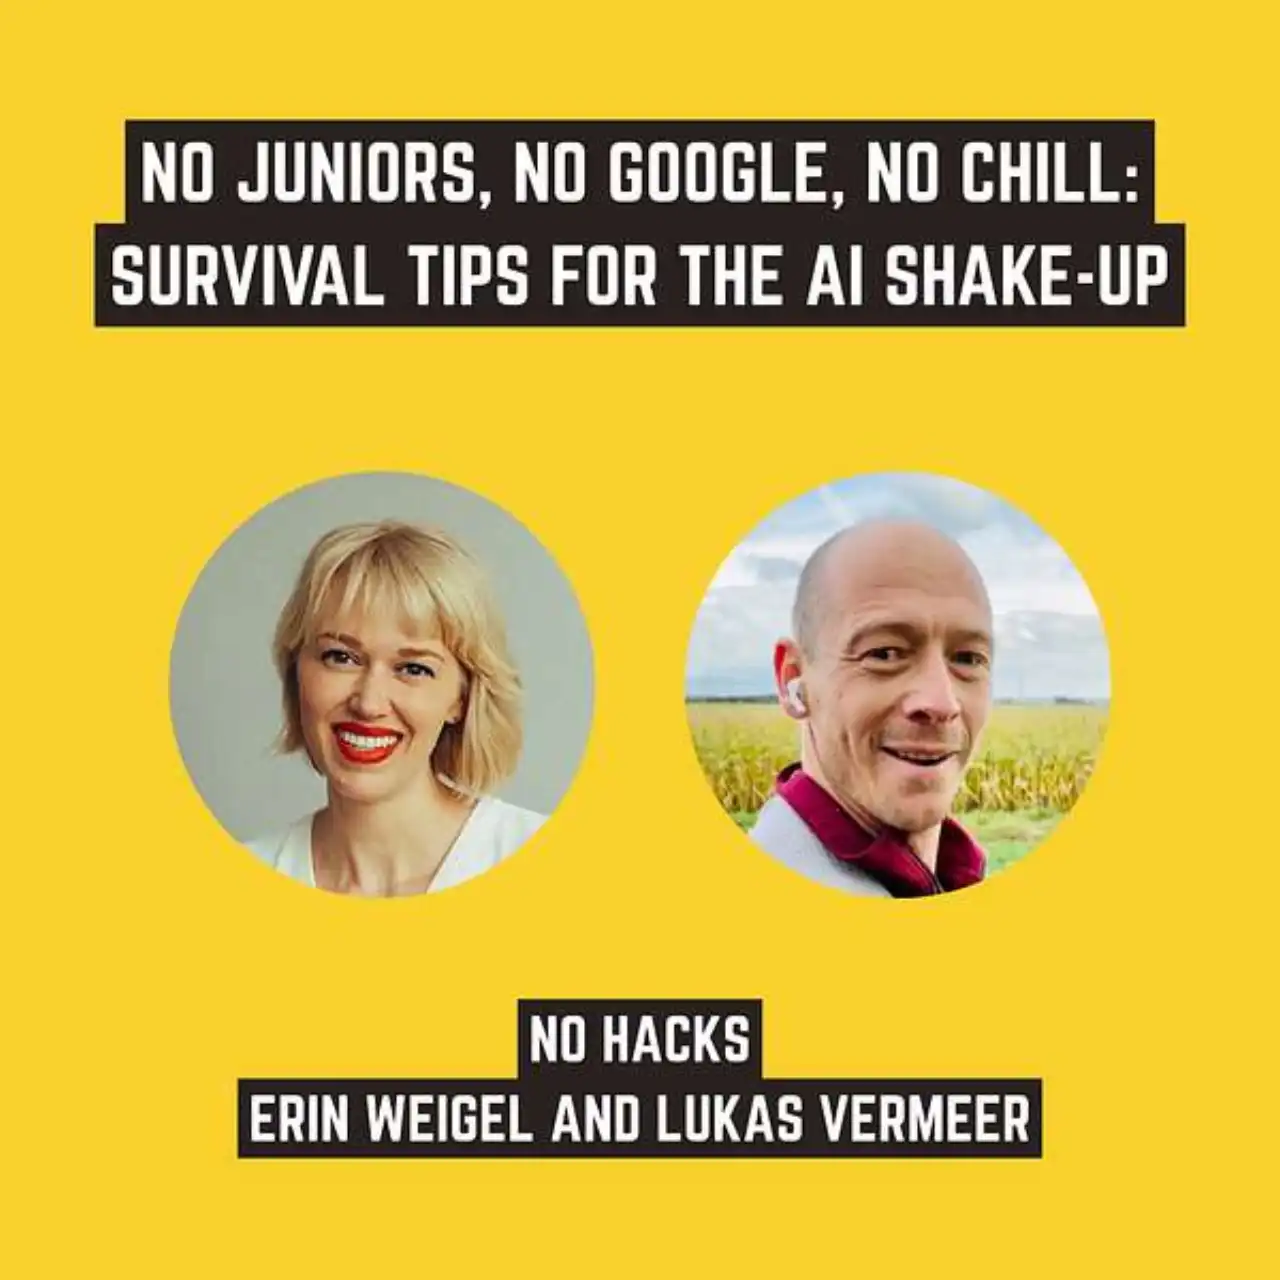 NO JUNIORS, NO GOOGLE, NO CHILL:
SURVIVAL TIPS FOR THE AI SHAKE-UP
NO HACKS
ERIN WEIGEL AND LUKAS VERMEER